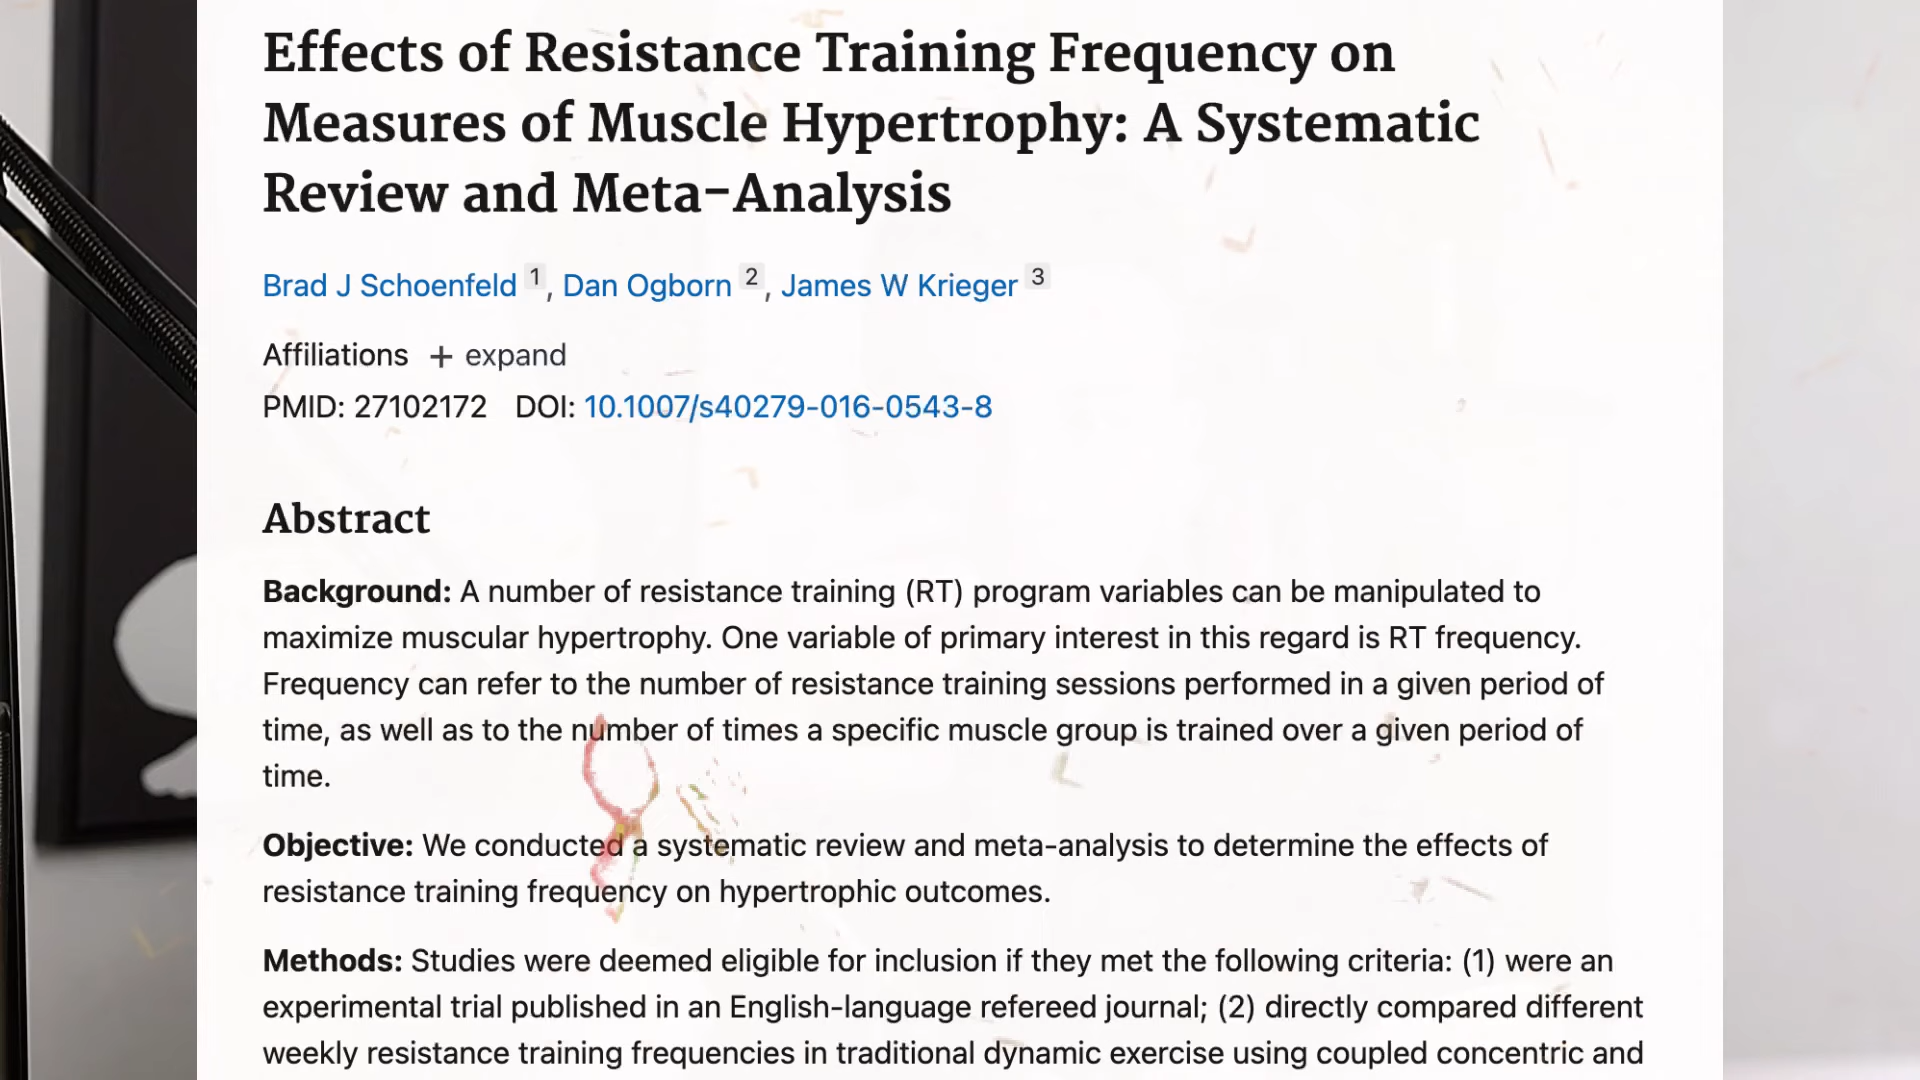 Effects of Resistance Training Frequency on
Measures of Muscle Hypertrophy: A Systematic
Review and Meta-Analysis
Brad J Schoenfeld 1, Dan Ogborn 2, James W Krieger 3
Affiliations + expand
PMID: 27102172 DOI: 10.1007/s40279-016-0543-8
Abstract
Background: A number of resistance training (RT) program variables can be manipulated to
maximize muscular hypertrophy. One variable of primary interest in this regard is RT frequency.
Frequency can refer to the number of resistance training sessions performed in a given period of
time, as well as to the number of times a specific muscle group is trained over a given period of
time.
Objective: We conducted a systematic review and meta-analysis to determine the effects of
resistance training frequency on hypertrophic outcomes.
Methods: Studies were deemed eligible for inclusion if they met the following criteria: (1) were an
experimental trial published in an English-language refereed journal; (2) directly compared different
weekly resistance training frequencies in traditional dynamic exercise using coupled concentric and